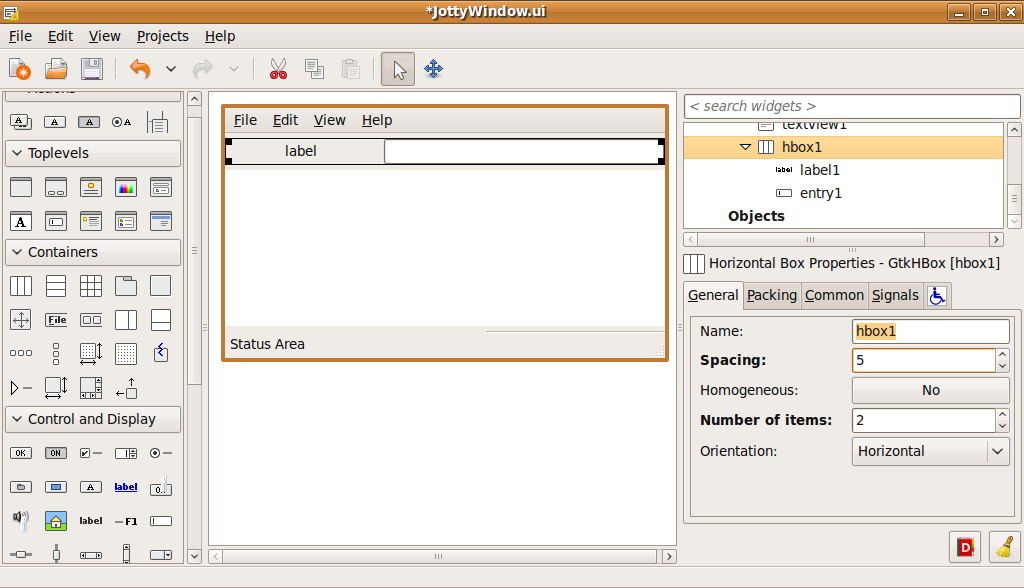 *JottyWindow.ui
File Edit View Projects Help
Toplevels
Containers
File
Control and Display
OK ON
label
label F1
File Edit View Help
label
Status Area
< search widgets >
textview1
hbox1
label label1
entry1
Objects
Horizontal Box Properties - GtkHBox [hbox1]
General Packing Common Signals
Name: hbox1
Spacing: 5
Homogeneous: No
Number of items: 2
Orientation: Horizontal
D